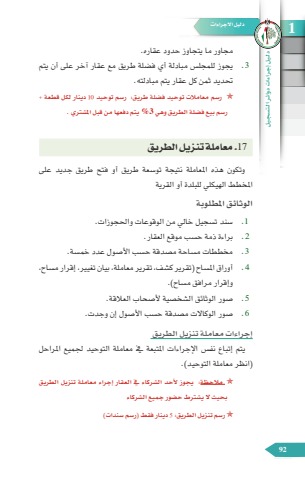 دليل الاجراءات
1
دليل إجراءات دوائر التسجيل
مجاور ما يتجاوز حدود عقاره.
3. يجوز للمجلس مبادلة أي فضلة طريق مع عقار آخر على أن يتم
تحديد ثمن كل عقار يتم مبادلته.
★ رسم معاملات توحيد فضلة طريق: رسم توحيد 10 دينار لكل قطعة +
رسم بيع فضلة الطريق وهي 3% يتم دفعها من قبل المشتري .
17. معاملة تنزيل الطريق
وتكون هذه المعاملة نتيجة توسعة طريق أو فتح طريق جديد على
المخطط الهيكلي للبلدة أو القرية
الوثائق المطلوبة
1. سند تسجيل خالي من الوقوعات والحجوزات.
2. براءة ذمة حسب موقع العقار.
3. مخططات مساحة مصدقة حسب الأصول عدد خمسة.
4. أوراق المساح (تقرير كشف، تقرير معاملة، بيان تغيير، إقرار مساح،
وإقرار مرافق مساح).
5. صور الوثائق الشخصية لأصحاب العلاقة.
6. صور الوكالات مصدقة حسب الأصول إن وجدت.
إجراءات معاملة تنزيل الطريق
يتم إتباع نفس الإجراءات المتبعة في معاملة التوحيد لجميع المراحل
(انظر معاملة التوحيد).
★ ملاحظة: يجوز لأحد الشركاء في العقار إجراء معاملة تنزيل الطريق
بحيث لا يشترط حضور جميع الشركاء
★ رسم تنزيل الطريق: 5 دينار فقط (رسم سندات)
92